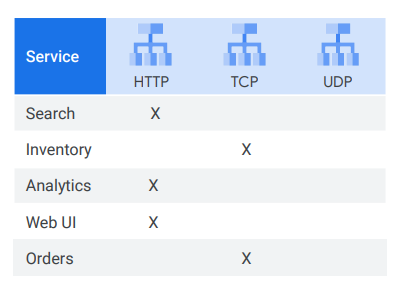 Service
HTTP TCP UDP
Search X
Inventory X
Analytics X
Web UI X
Orders X